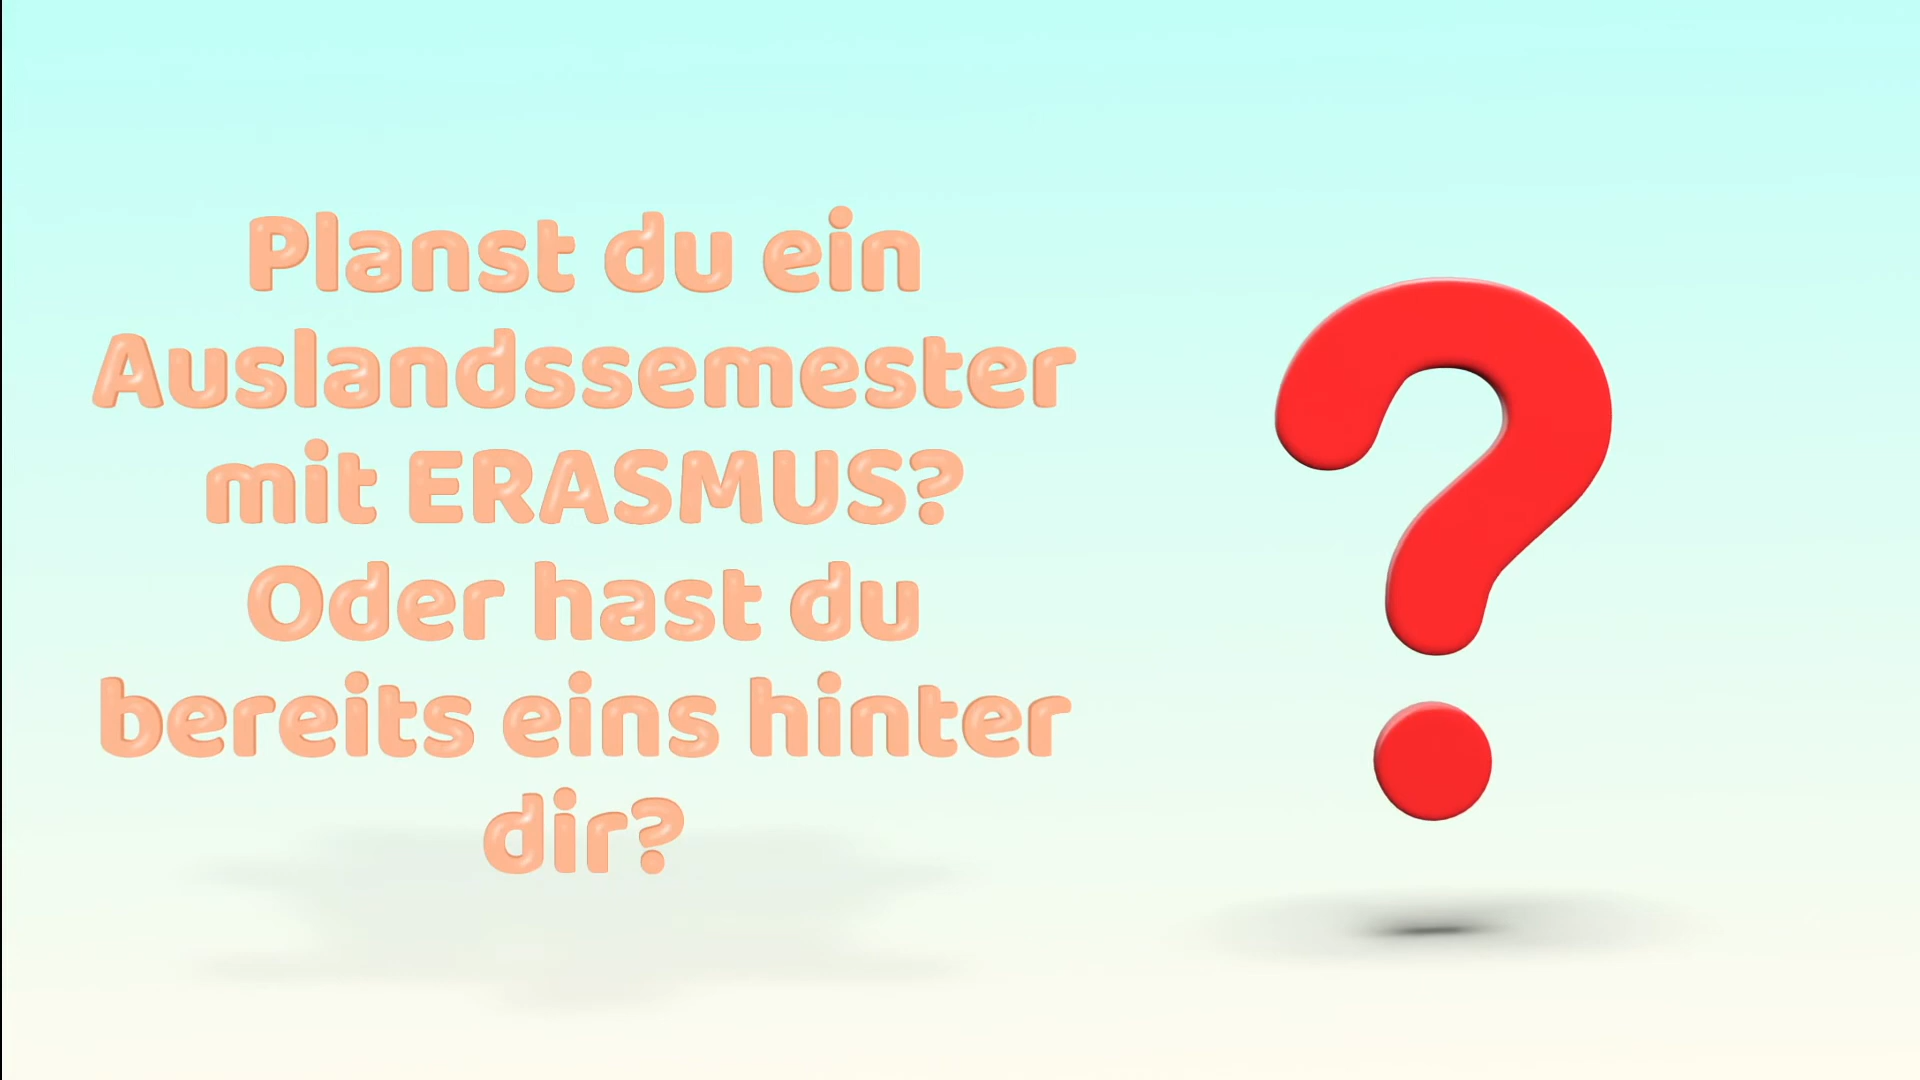 Planst du ein
Auslandssemester
mit ERASMUS?
Oder hast du
bereits eins hinter
dir?
?